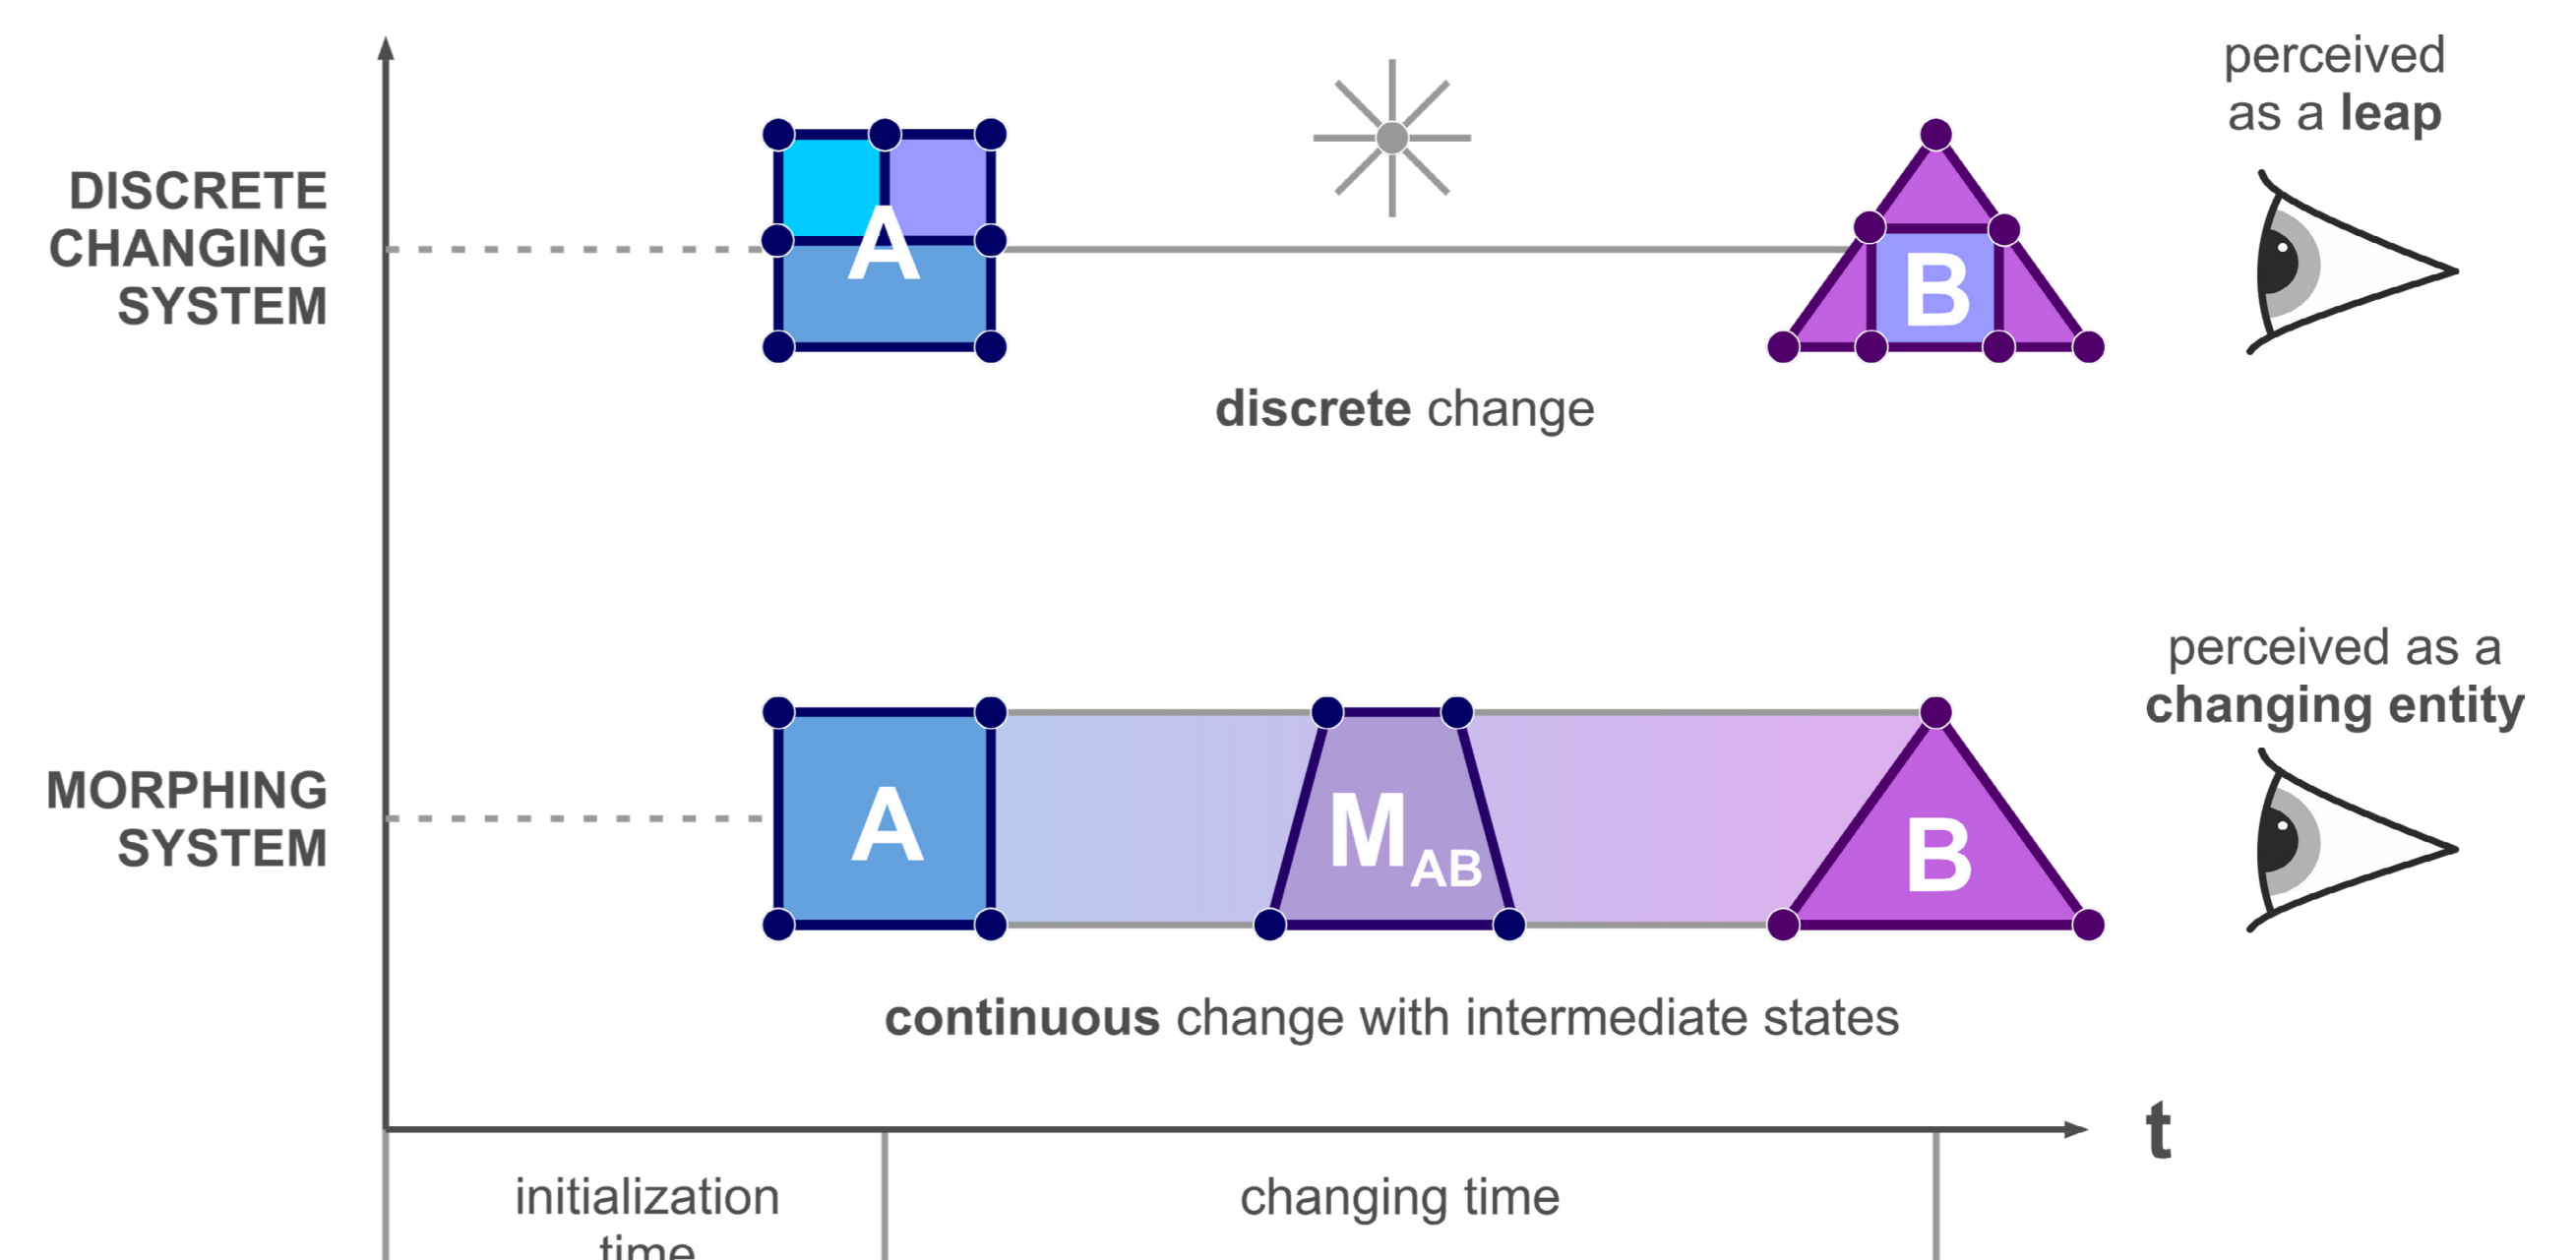 perceived
as a leap
DISCRETE
CHANGING
SYSTEM
A
B
discrete change
perceived as a
changing entity
MORPHING
SYSTEM
A
MAB
B
continuous change with intermediate states
t
initialization
time
changing time